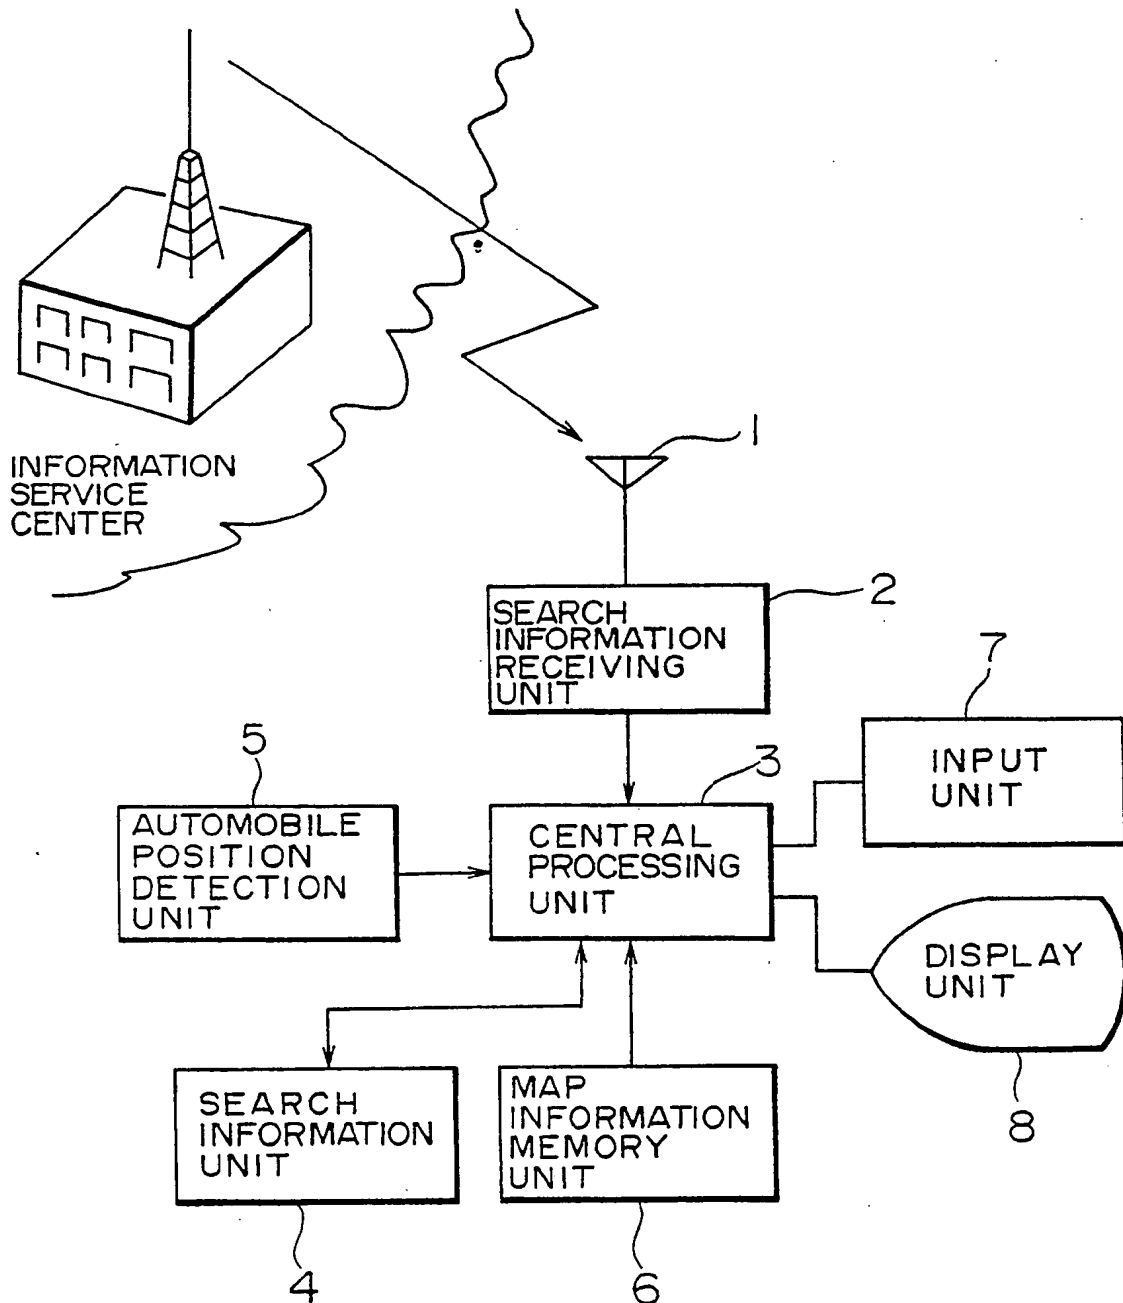 INFORMATION
SERVICE
CENTER
1
SEARCH
INFORMATION
RECEIVING
UNIT
2
7
INPUT
UNIT
5
AUTOMOBILE
POSITION
DETECTION
UNIT
3
CENTRAL
PROCESSING
UNIT
DISPLAY
UNIT
8
SEARCH
INFORMATION
UNIT
4
MAP
INFORMATION
MEMORY
UNIT
6